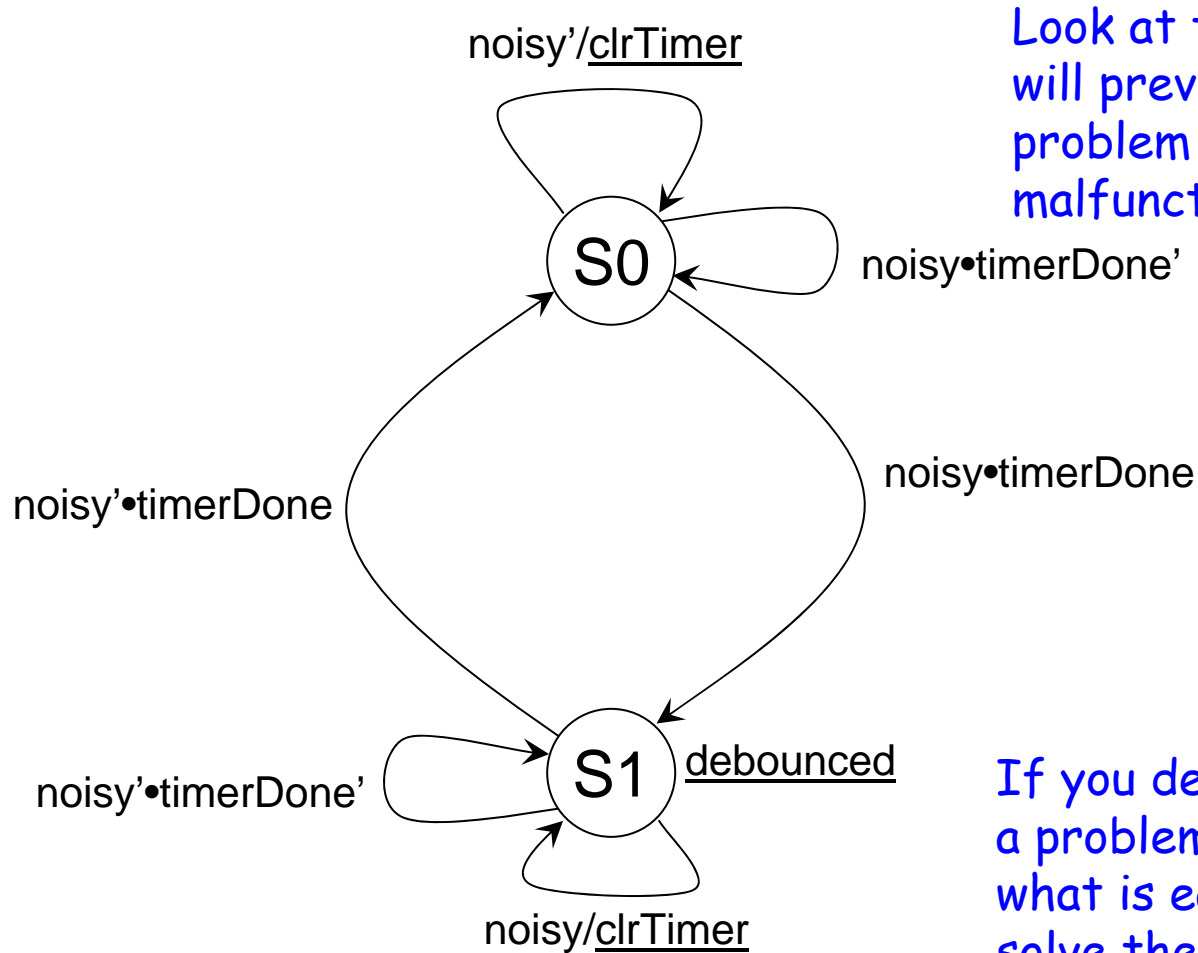 noisy’/clrTimer
Look at
will prev
problem
malfunct
S0
noisy•timerDone’
noisy’•timerDone
noisy•timerDone
S1
debounced
noisy’•timerDone’
noisy/clrTimer
If you de
a problem
what is
solve the